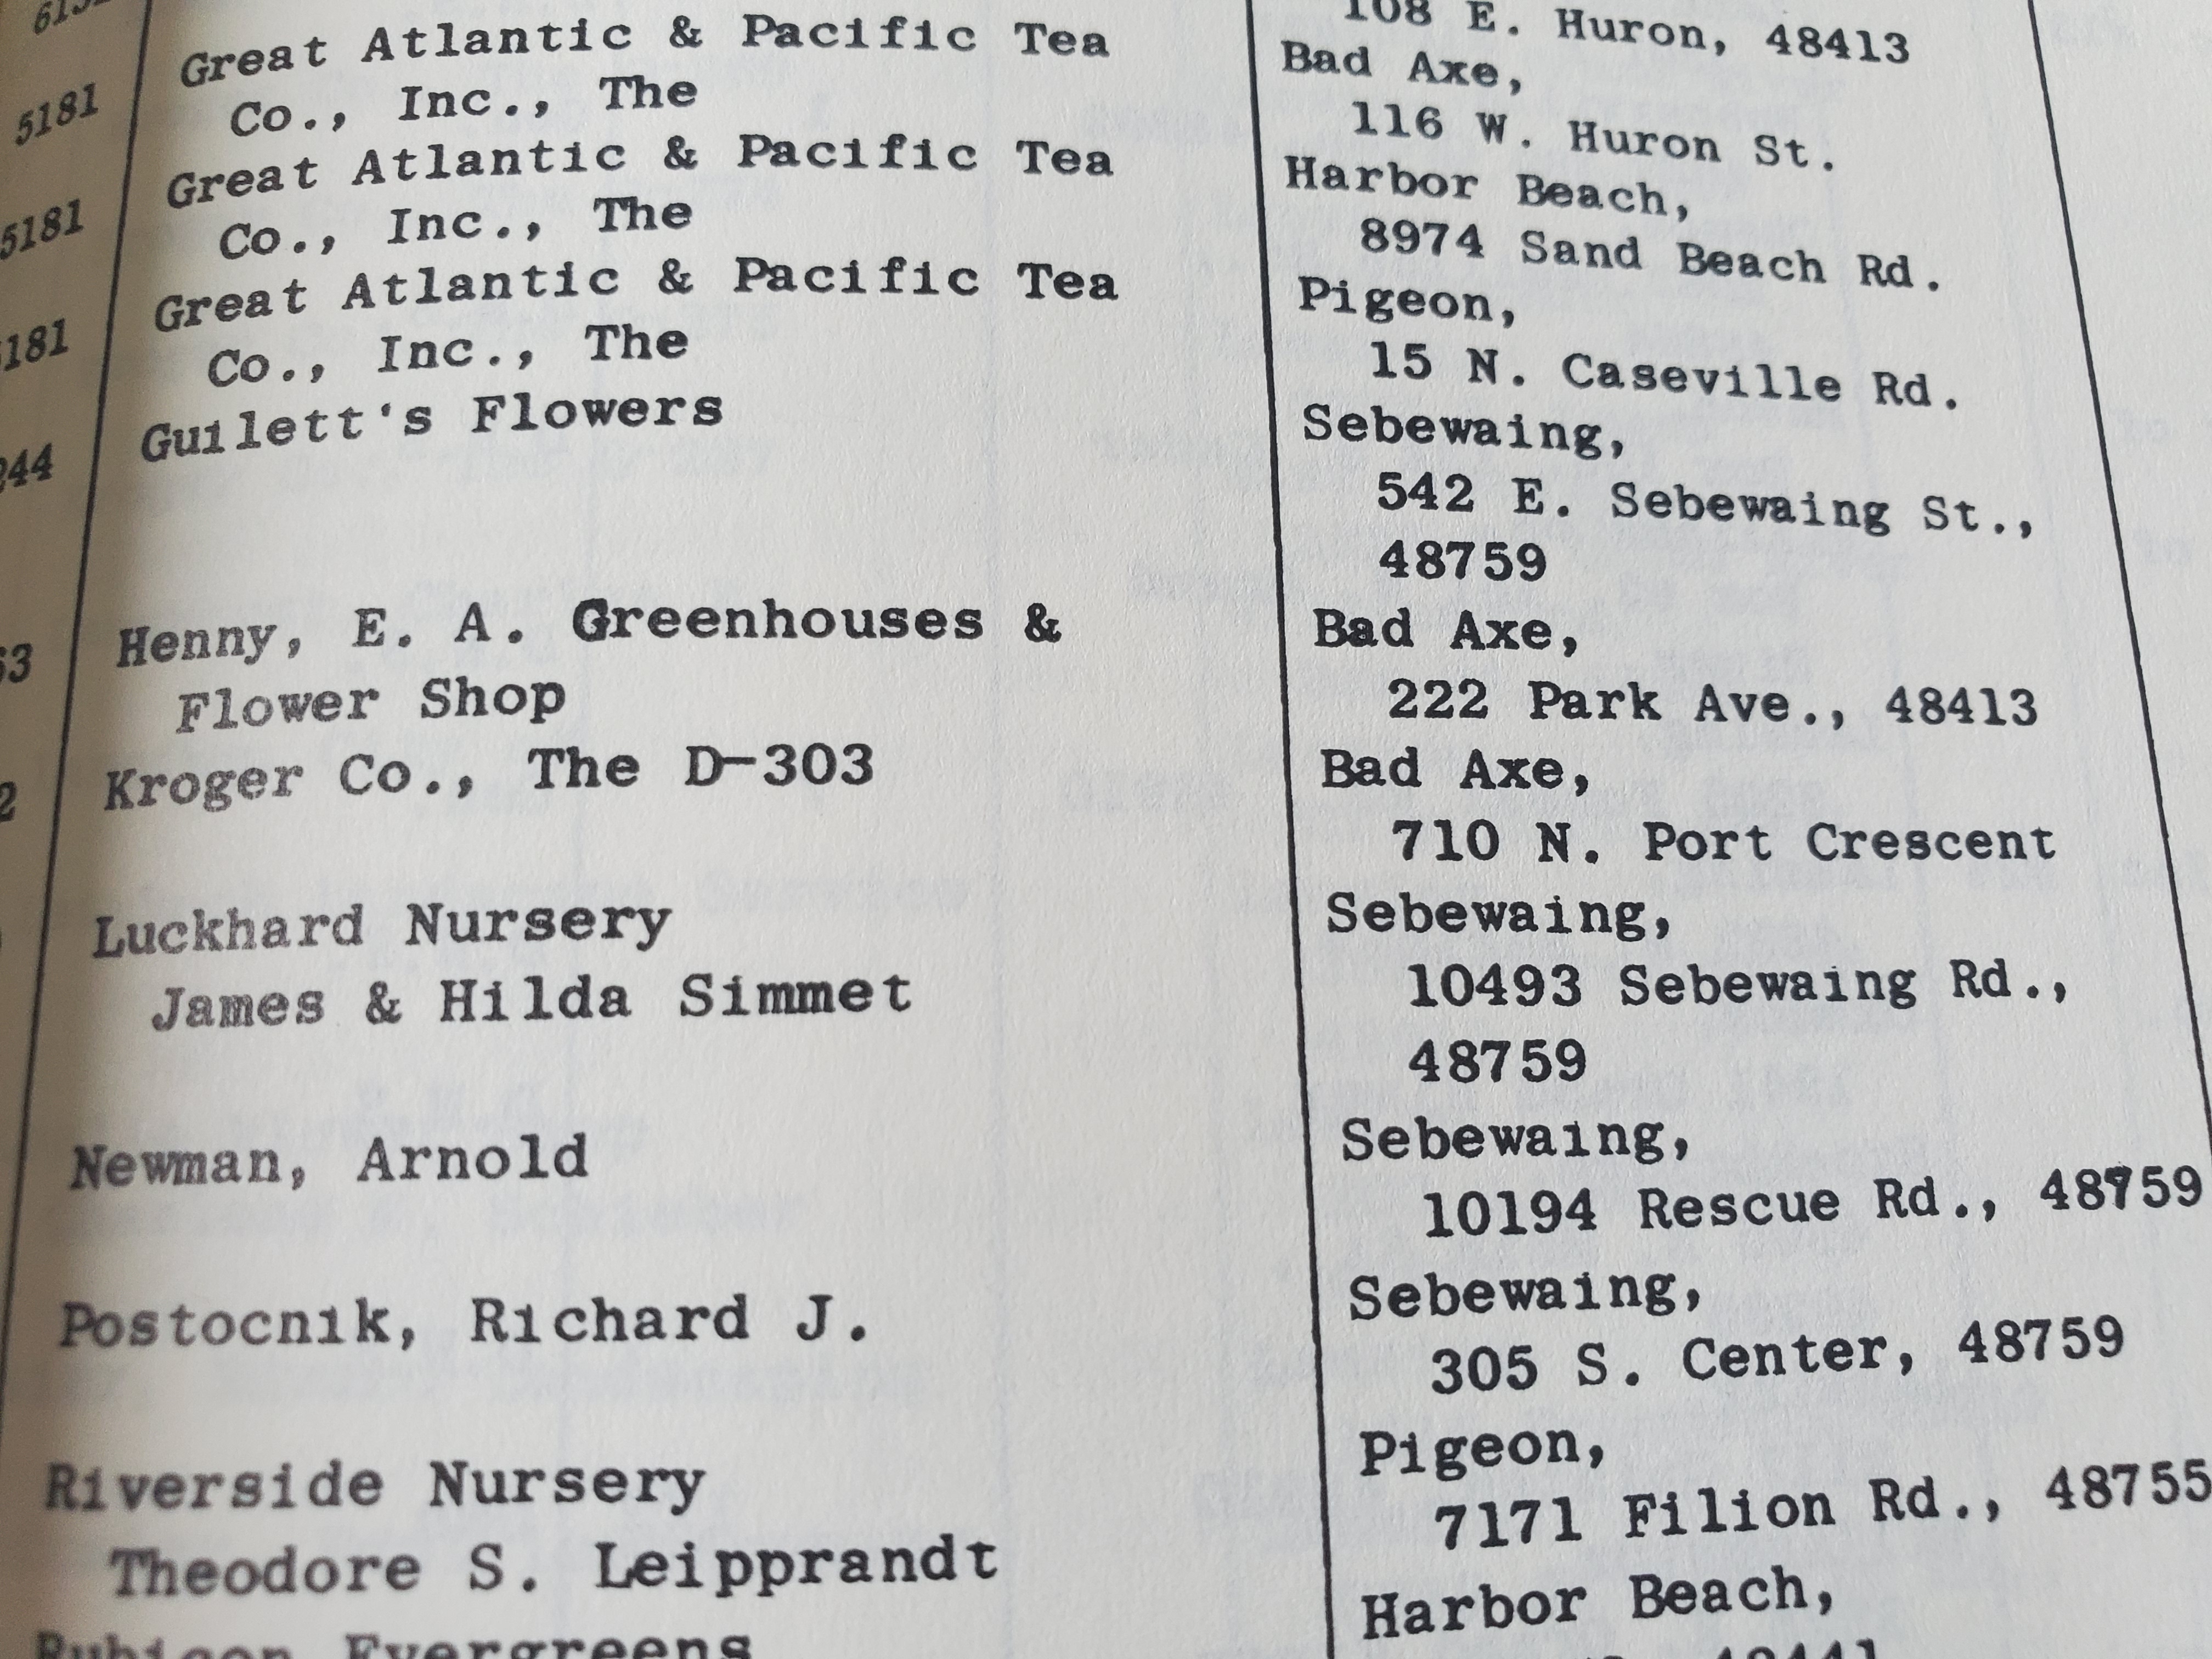 5181
Great Atlantic & Pacific Tea
Co., Inc., The
5181
Great Atlantic & Pacific Tea
Co., Inc., The
Great Atlantic & Pacific Tea
Co., Inc., The
Guilett's Flowers
Henny, E. A. Greenhouses &
Flower Shop
Kroger Co., The D-303
Luckhard Nursery
James & Hilda Simmet
Newman, Arnold
Postocnik, Richard J.
Riverside Nursery
Theodore S. Leipprandt
Rubicon Evergreens
108 E. Huron, 48413
Bad Axe,
116 W. Huron St.
Harbor Beach,
8974 Sand Beach Rd.
Pigeon,
15 N. Caseville Rd.
Sebewaing,
542 E. Sebewaing St.,
48759
Bad Axe,
222 Park Ave., 48413
Bad Axe,
710 N. Port Crescent
Sebewaing,
10493 Sebewaing Rd.,
48759
Sebewaing,
10194 Rescue Rd., 48759
Sebewaing,
305 S. Center, 48759
Pigeon,
7171 Filion Rd., 48755
Harbor Beach,
48441